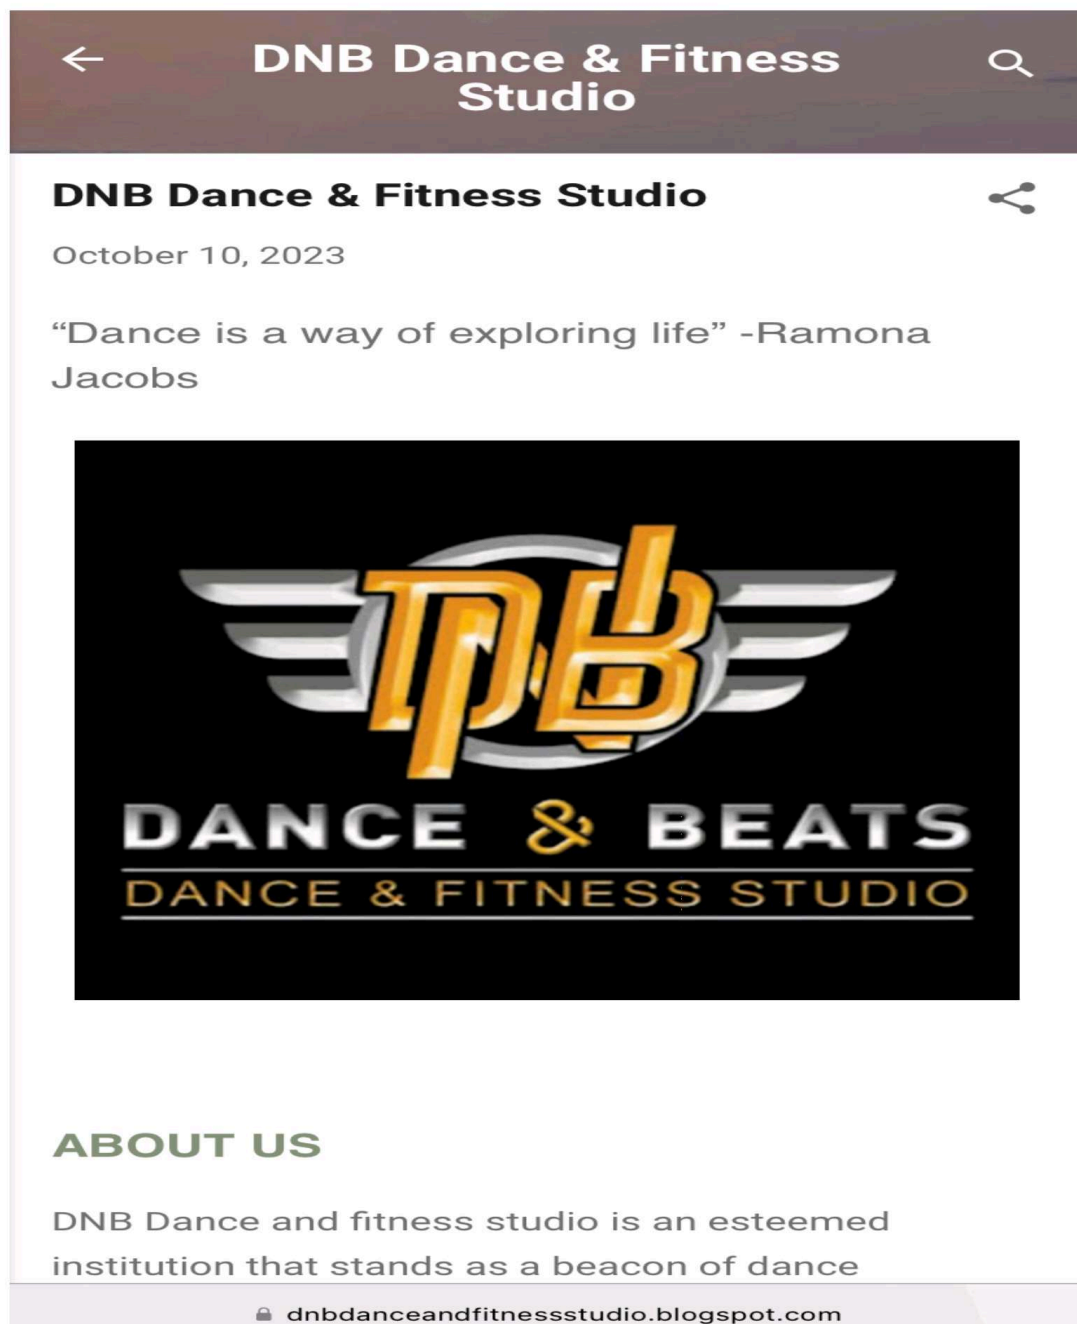 DNB Dance & Fitness
Studio
DNB Dance & Fitness Studio
October 10, 2023
“Dance is a way of exploring life” -Ramona
Jacobs
DNB
DANCE & BEATS
DANCE & FITNESS STUDIO
ABOUT US
DNB Dance and fitness studio is an esteemed
institution that stands as a beacon of dance
dnbdanceandfitnessstudio.blogspot.com